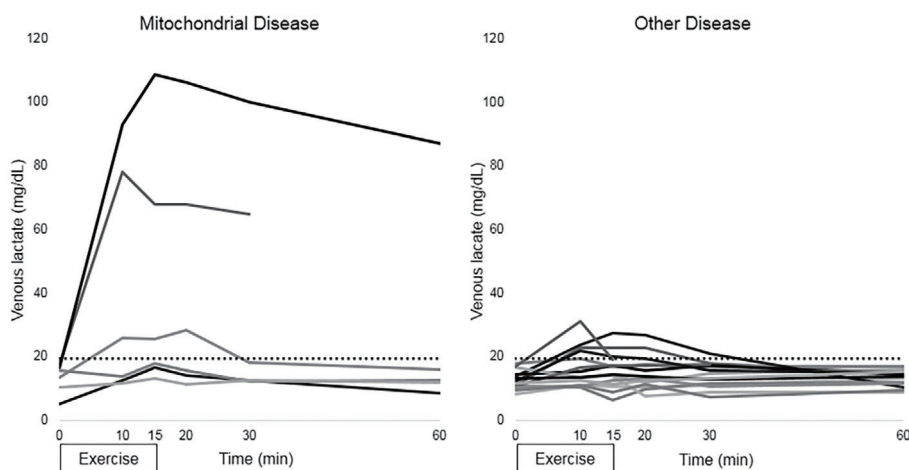 Mitochondrial Disease
Other Disease
120
100
80
60
40
20
0
Venous lactate (mg/dL)
0 10 15 20 30 60
Exercise
Time (min)
120
100
80
60
40
20
0
Venous lacate (mg/dL)
0 10 15 20 30 60
Exercise
Time (min)